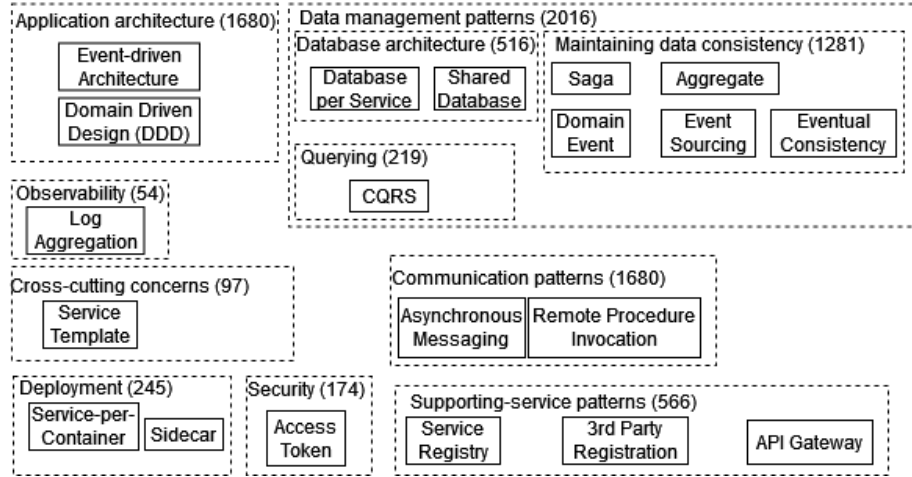 Application architecture (1680)
Event-driven
Architecture
Domain Driven
Design (DDD)
Data management patterns (2016)
Database architecture (516)
Database
per Service
Shared
Database
Maintaining data consistency (1281)
Saga
Aggregate
Domain
Event
Event
Sourcing
Eventual
Consistency
Querying (219)
CQRS
Observability (54)
Log
Aggregation
Cross-cutting concerns (97)
Service
Template
Communication patterns (1680)
Asynchronous
Messaging
Remote Procedure
Invocation
Deployment (245)
Service-per-
Container
Sidecar
Security (174)
Access
Token
Supporting-service patterns (566)
Service
Registry
3rd Party
Registration
API Gateway